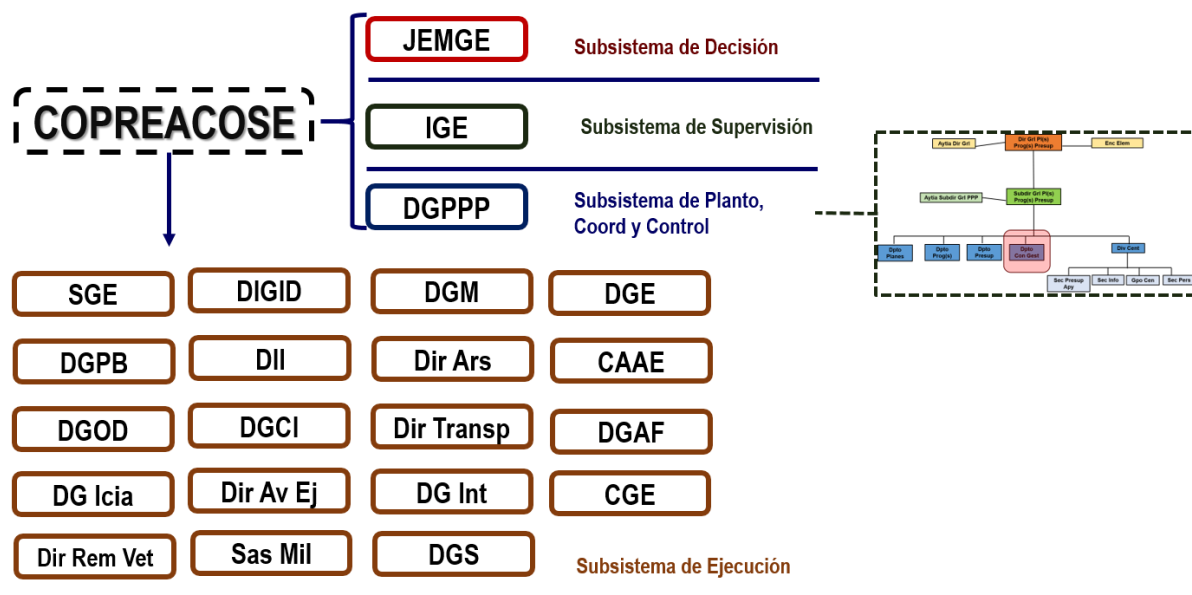 JEMGE
Subsistema de Decisión
COPREACOSE
IGE
Subsistema de Supervisión
DGPPP
Subsistema de Planto,
Coord y Control
Aytía Dir Grl
Dir Grl Pl(s)
Prog(s) Presup
Enc Elem
Aytía Subdir Grl PPP
Subdir Grl Pl(s)
Prog(s) Presup
Dpto
Planes
Dpto
Prog(s)
Dpto
Presup
Dpto
Con Gest
Div Cent
Sec Presup
Apy
Sec Info
Gpo Cen
Sec Pers
SGE
DIGID
DGM
DGE
DGPB
DII
Dir Ars
CAAE
DGOD
DGCI
Dir Transp
DGAF
DG Icia
Dir Av Ej
DG Int
CGE
Dir Rem Vet
Sas Mil
DGS
Subsistema de Ejecución